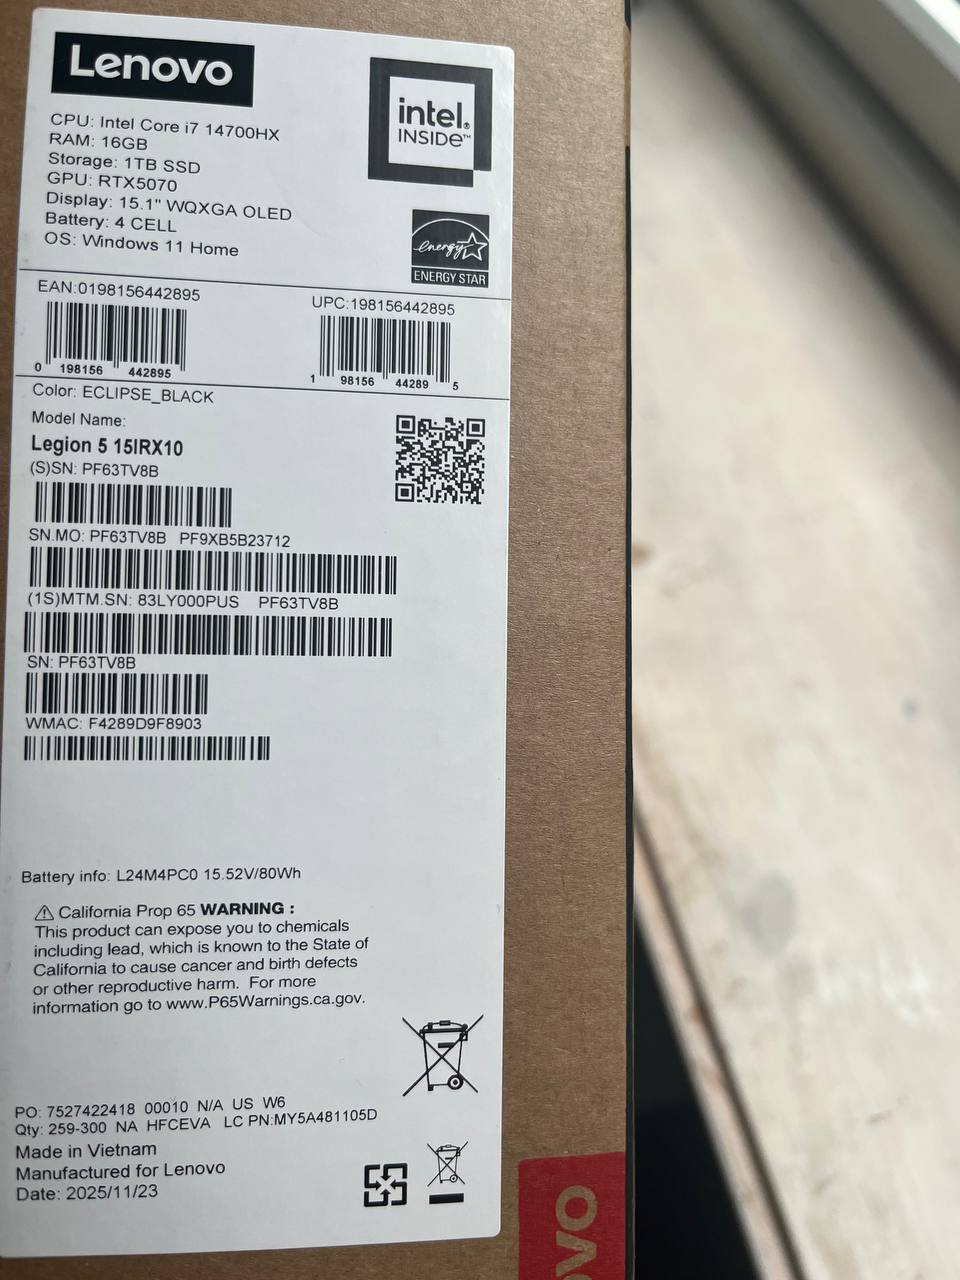 Lenovo
intel.
INSIDE™
CPU: Intel Core i7 14700HX
RAM: 16GB
Storage: 1TB SSD
GPU: RTX5070
Display: 15.1" WQXGA OLED
Battery: 4 CELL
OS: Windows 11 Home
energy
ENERGY STAR
EAN:0198156442895
UPC:198156442895
0 198156 442895
1 98156 44289 5
Color: ECLIPSE_BLACK
Model Name:
Legion 5 15IRX10
(S)SN: PF63TV8B
SN.MO: PF63TV8B PF9XB5B23712
(1S)MTM.SN: 83LY000PUS PF63TV8B
SN: PF63TV8B
WMAC: F4289D9F8903
Battery info: L24M4PC0 15.52V/80Wh
⚠ California Prop 65 WARNING :
This product can expose you to chemicals
including lead, which is known to the State of
California to cause cancer and birth defects
or other reproductive harm. For more
information go to www.P65Warnings.ca.gov.
PO: 7527422418 00010 N/A US W6
Qty: 259-300 NA HFCEVA LC PN:MY5A481105D
Made in Vietnam
Manufactured for Lenovo
Date: 2025/11/23
ovo